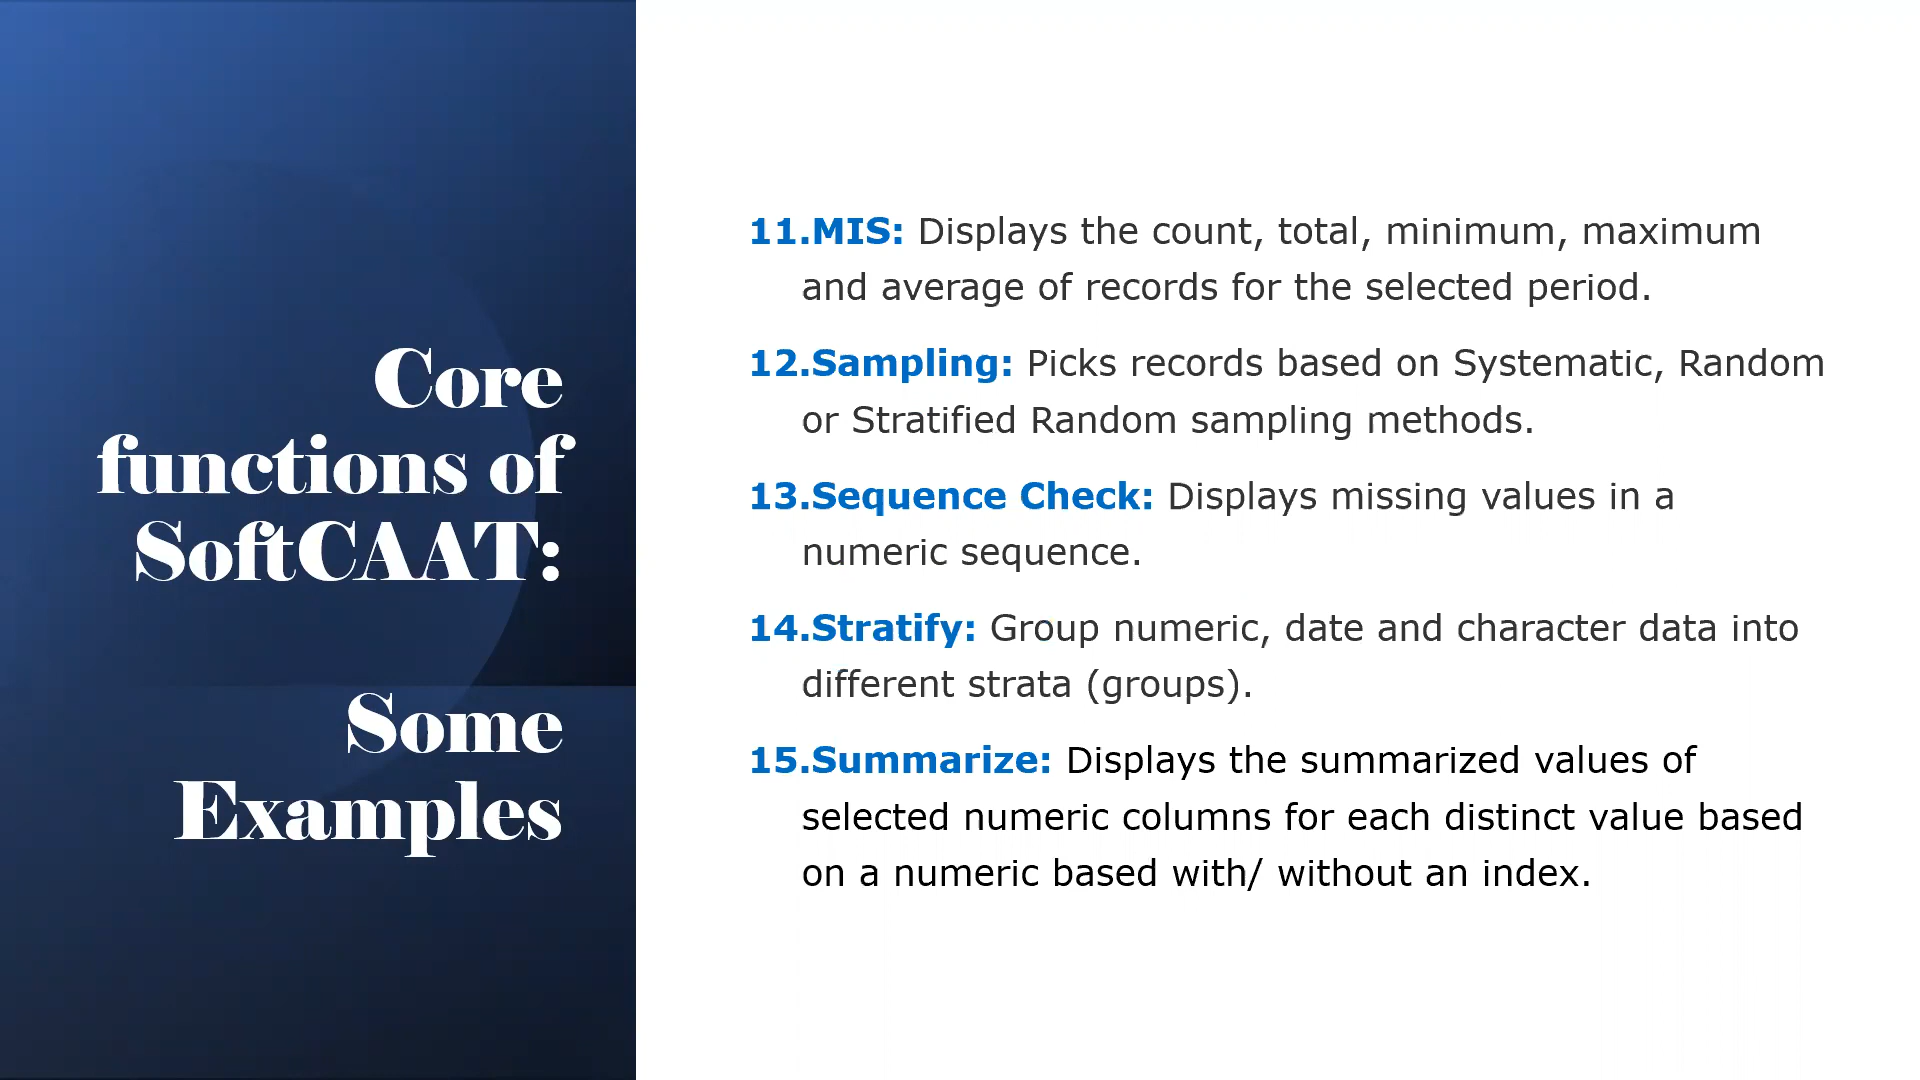 Core
functions of
SoftCAAT:
Some
Examples
11.MIS: Displays the count, total, minimum, maximum
and average of records for the selected period.
12.Sampling: Picks records based on Systematic, Random
or Stratified Random sampling methods.
13.Sequence Check: Displays missing values in a
numeric sequence.
14.Stratify: Group numeric, date and character data into
different strata (groups).
15.Summarize: Displays the summarized values of
selected numeric columns for each distinct value based
on a numeric based with/ without an index.